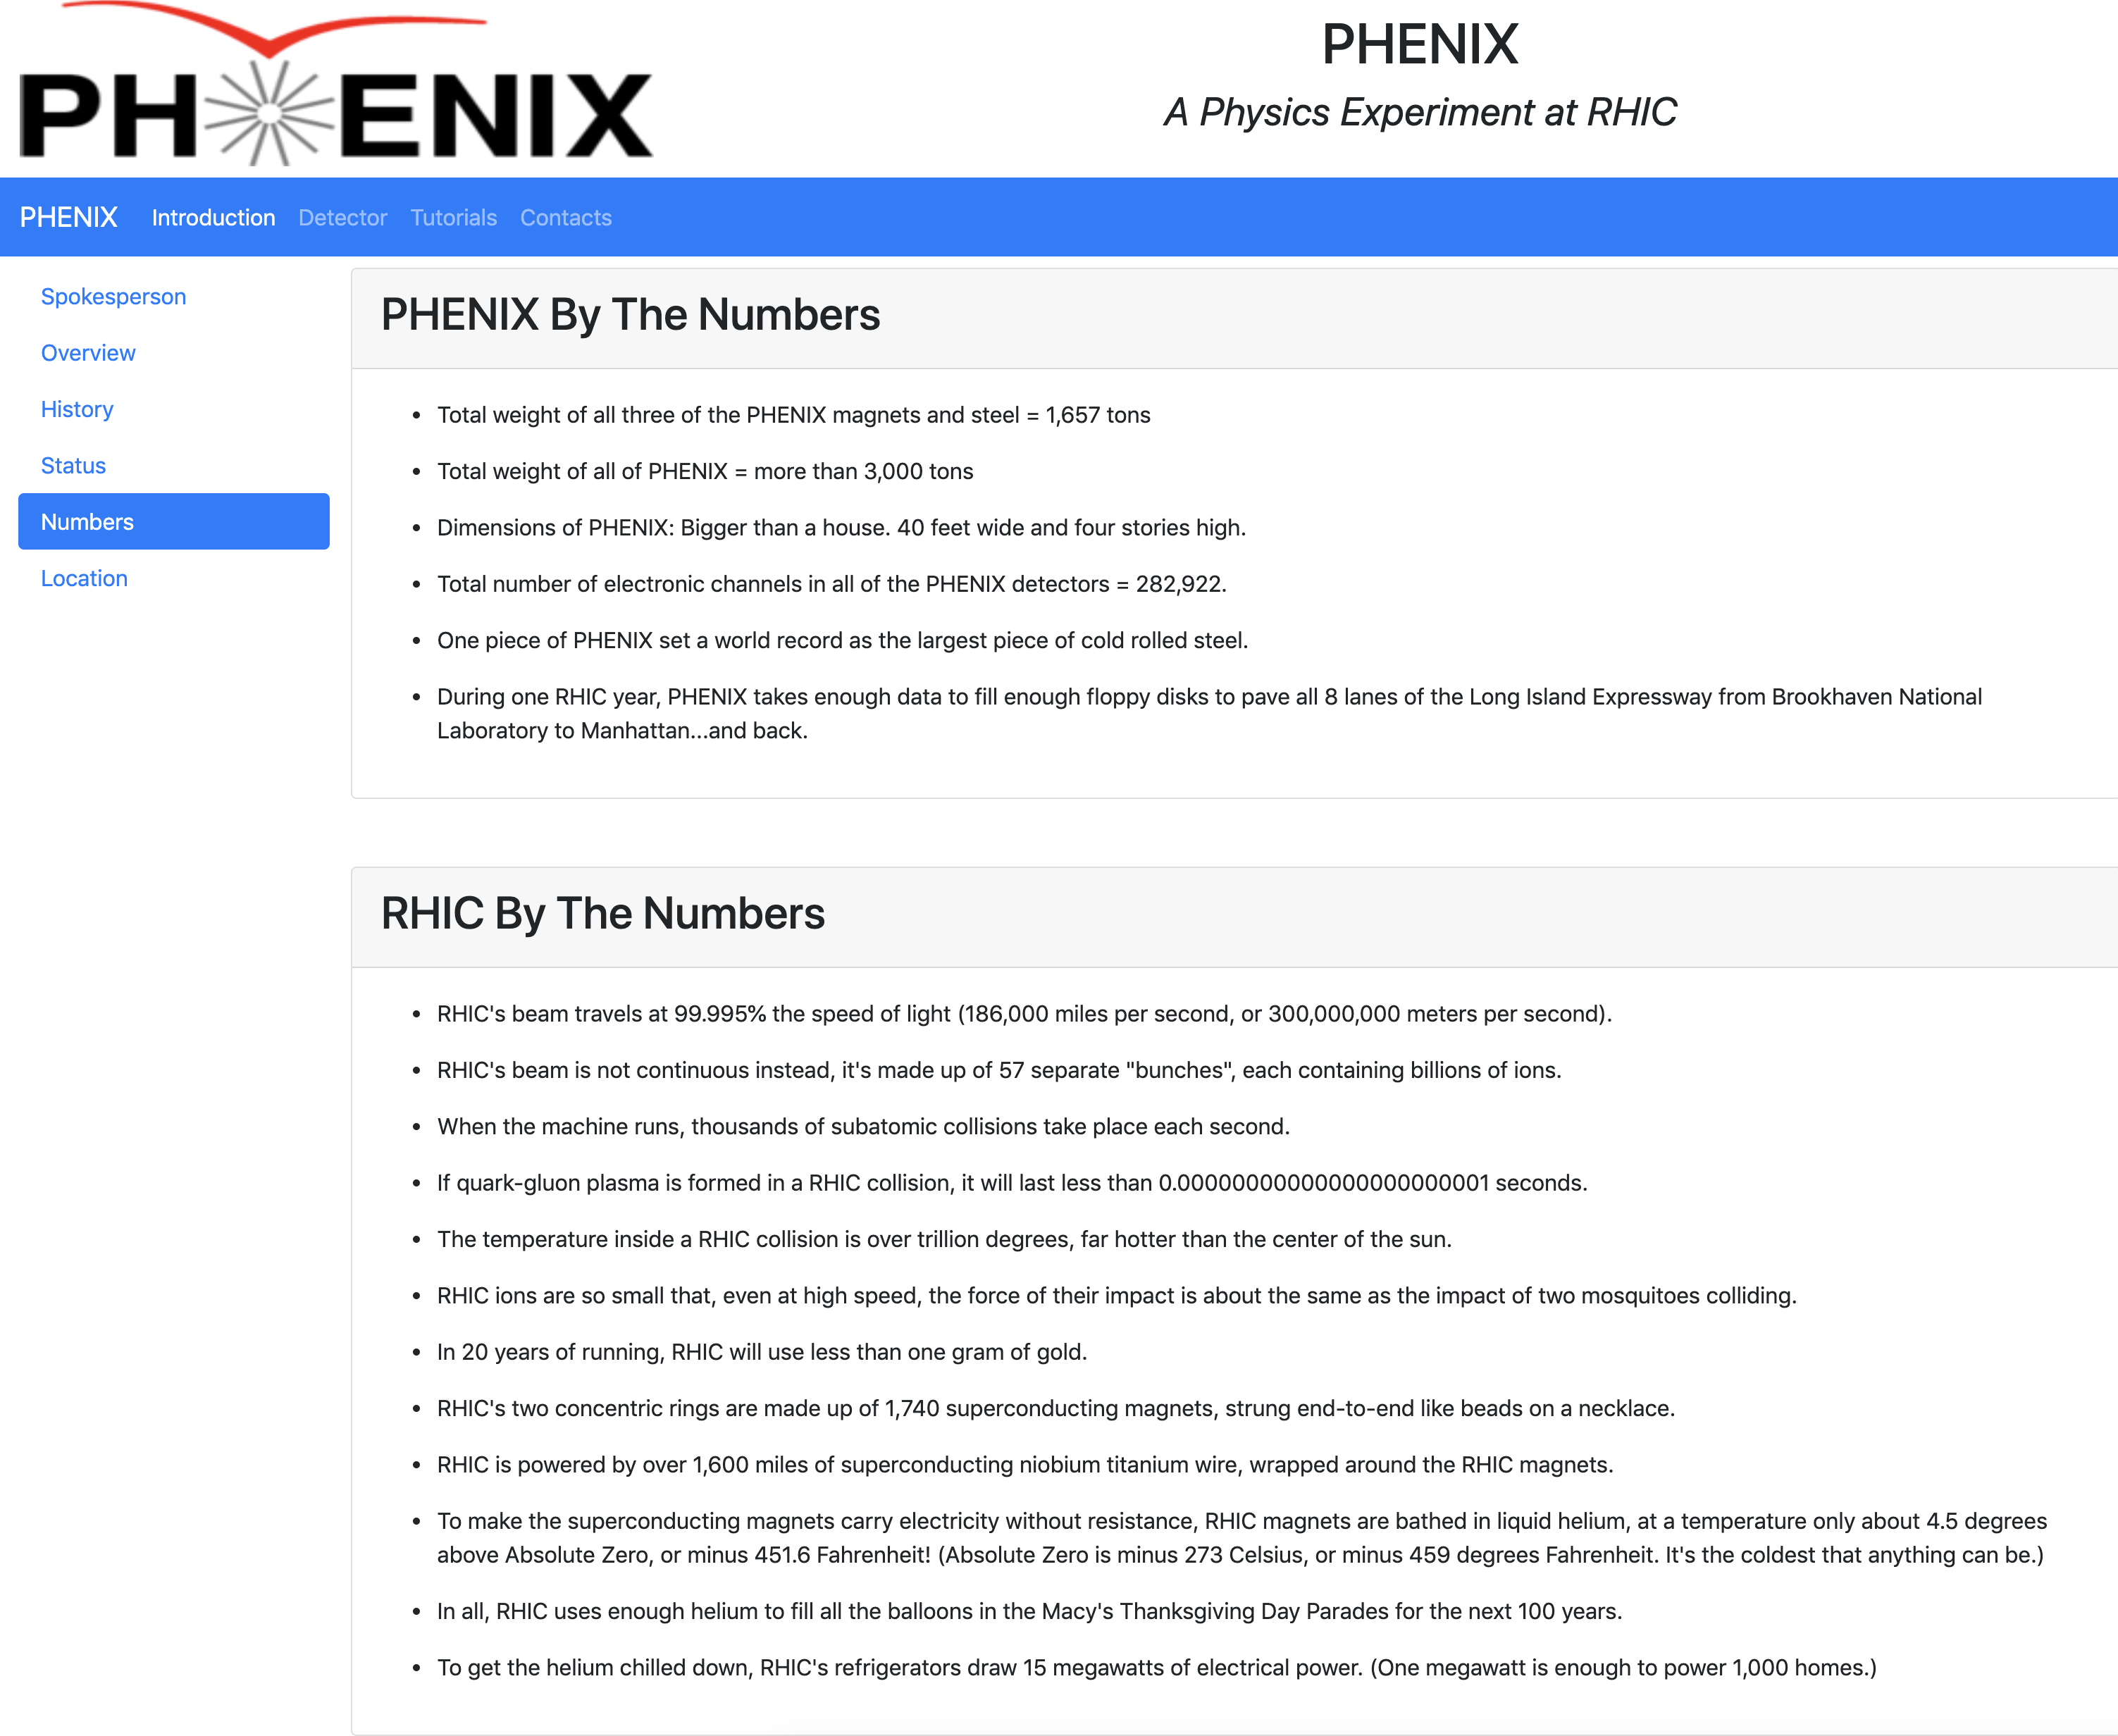 PHENIX
PHENIX
A Physics Experiment at RHIC
PHENIX Introduction Detector Tutorials Contacts
Spokesperson
Overview
History
Status
Numbers
Location
PHENIX By The Numbers
• Total weight of all three of the PHENIX magnets and steel = 1,657 tons
• Total weight of all of PHENIX = more than 3,000 tons
• Dimensions of PHENIX: Bigger than a house. 40 feet wide and four stories high.
• Total number of electronic channels in all of the PHENIX detectors = 282,922.
• One piece of PHENIX set a world record as the largest piece of cold rolled steel.
• During one RHIC year, PHENIX takes enough data to fill enough floppy disks to pave all 8 lanes of the Long Island Expressway from Brookhaven National
Laboratory to Manhattan...and back.
RHIC By The Numbers
• RHIC's beam travels at 99.995% the speed of light (186,000 miles per second, or 300,000,000 meters per second).
• RHIC's beam is not continuous instead, it's made up of 57 separate "bunches", each containing billions of ions.
• When the machine runs, thousands of subatomic collisions take place each second.
• If quark-gluon plasma is formed in a RHIC collision, it will last less than 0.00000000000000000000001 seconds.
• The temperature inside a RHIC collision is over trillion degrees, far hotter than the center of the sun.
• RHIC ions are so small that, even at high speed, the force of their impact is about the same as the impact of two mosquitoes colliding.
• In 20 years of running, RHIC will use less than one gram of gold.
• RHIC's two concentric rings are made up of 1,740 superconducting magnets, strung end-to-end like beads on a necklace.
• RHIC is powered by over 1,600 miles of superconducting niobium titanium wire, wrapped around the RHIC magnets.
• To make the superconducting magnets carry electricity without resistance, RHIC magnets are bathed in liquid helium, at a temperature only about 4.5 degrees
above Absolute Zero, or minus 451.6 Fahrenheit! (Absolute Zero is minus 273 Celsius, or minus 459 degrees Fahrenheit. It's the coldest that anything can be.)
• In all, RHIC uses enough helium to fill all the balloons in the Macy's Thanksgiving Day Parades for the next 100 years.
• To get the helium chilled down, RHIC's refrigerators draw 15 megawatts of electrical power. (One megawatt is enough to power 1,000 homes.)